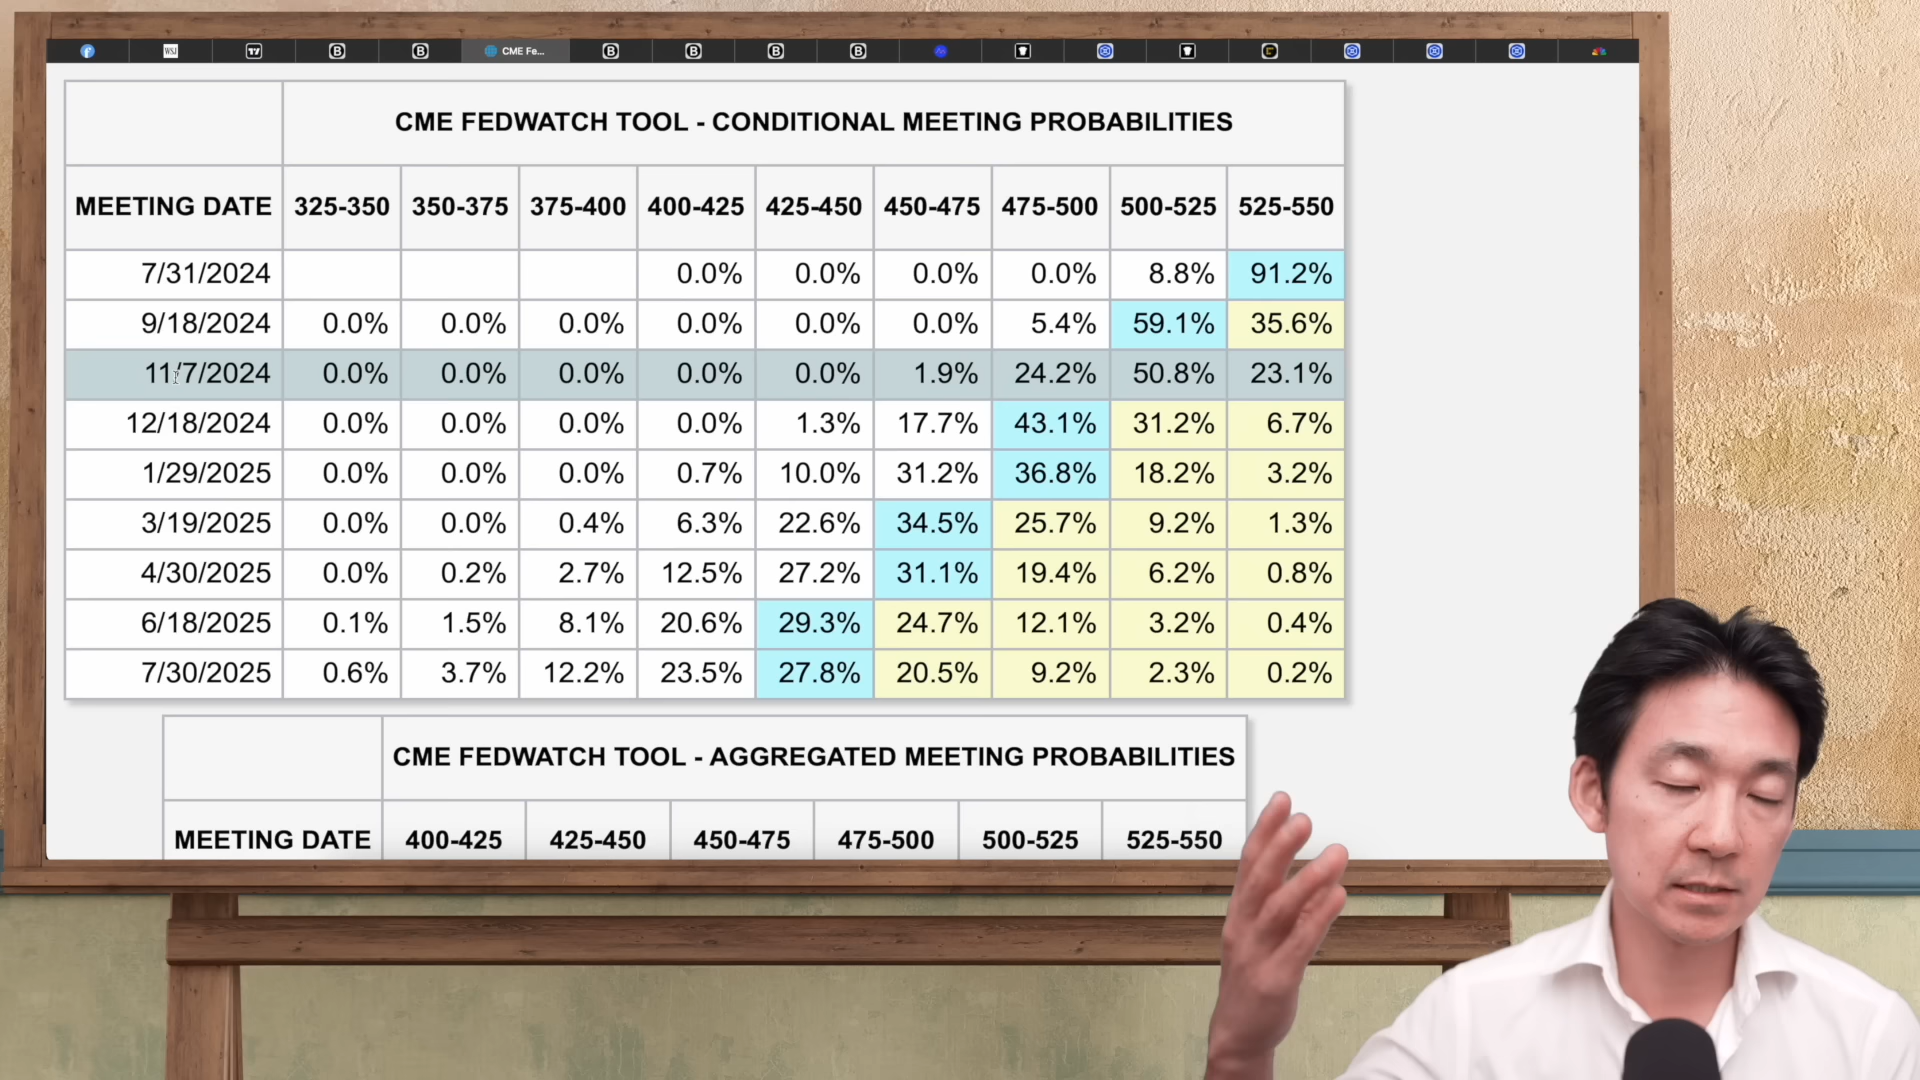 WSJ
CME Fe...
CME FEDWATCH TOOL - CONDITIONAL MEETING PROBABILITIES
MEETING DATE 325-350 350-375 375-400 400-425 425-450 450-475 475-500 500-525 525-550
7/31/2024 0.0% 0.0% 0.0% 0.0% 8.8% 91.2%
9/18/2024 0.0% 0.0% 0.0% 0.0% 0.0% 0.0% 5.4% 59.1% 35.6%
11/7/2024 0.0% 0.0% 0.0% 0.0% 0.0% 1.9% 24.2% 50.8% 23.1%
12/18/2024 0.0% 0.0% 0.0% 0.0% 1.3% 17.7% 43.1% 31.2% 6.7%
1/29/2025 0.0% 0.0% 0.0% 0.7% 10.0% 31.2% 36.8% 18.2% 3.2%
3/19/2025 0.0% 0.0% 0.4% 6.3% 22.6% 34.5% 25.7% 9.2% 1.3%
4/30/2025 0.0% 0.2% 2.7% 12.5% 27.2% 31.1% 19.4% 6.2% 0.8%
6/18/2025 0.1% 1.5% 8.1% 20.6% 29.3% 24.7% 12.1% 3.2% 0.4%
7/30/2025 0.6% 3.7% 12.2% 23.5% 27.8% 20.5% 9.2% 2.3% 0.2%
CME FEDWATCH TOOL - AGGREGATED MEETING PROBABILITIES
MEETING DATE 400-425 425-450 450-475 475-500 500-525 525-550